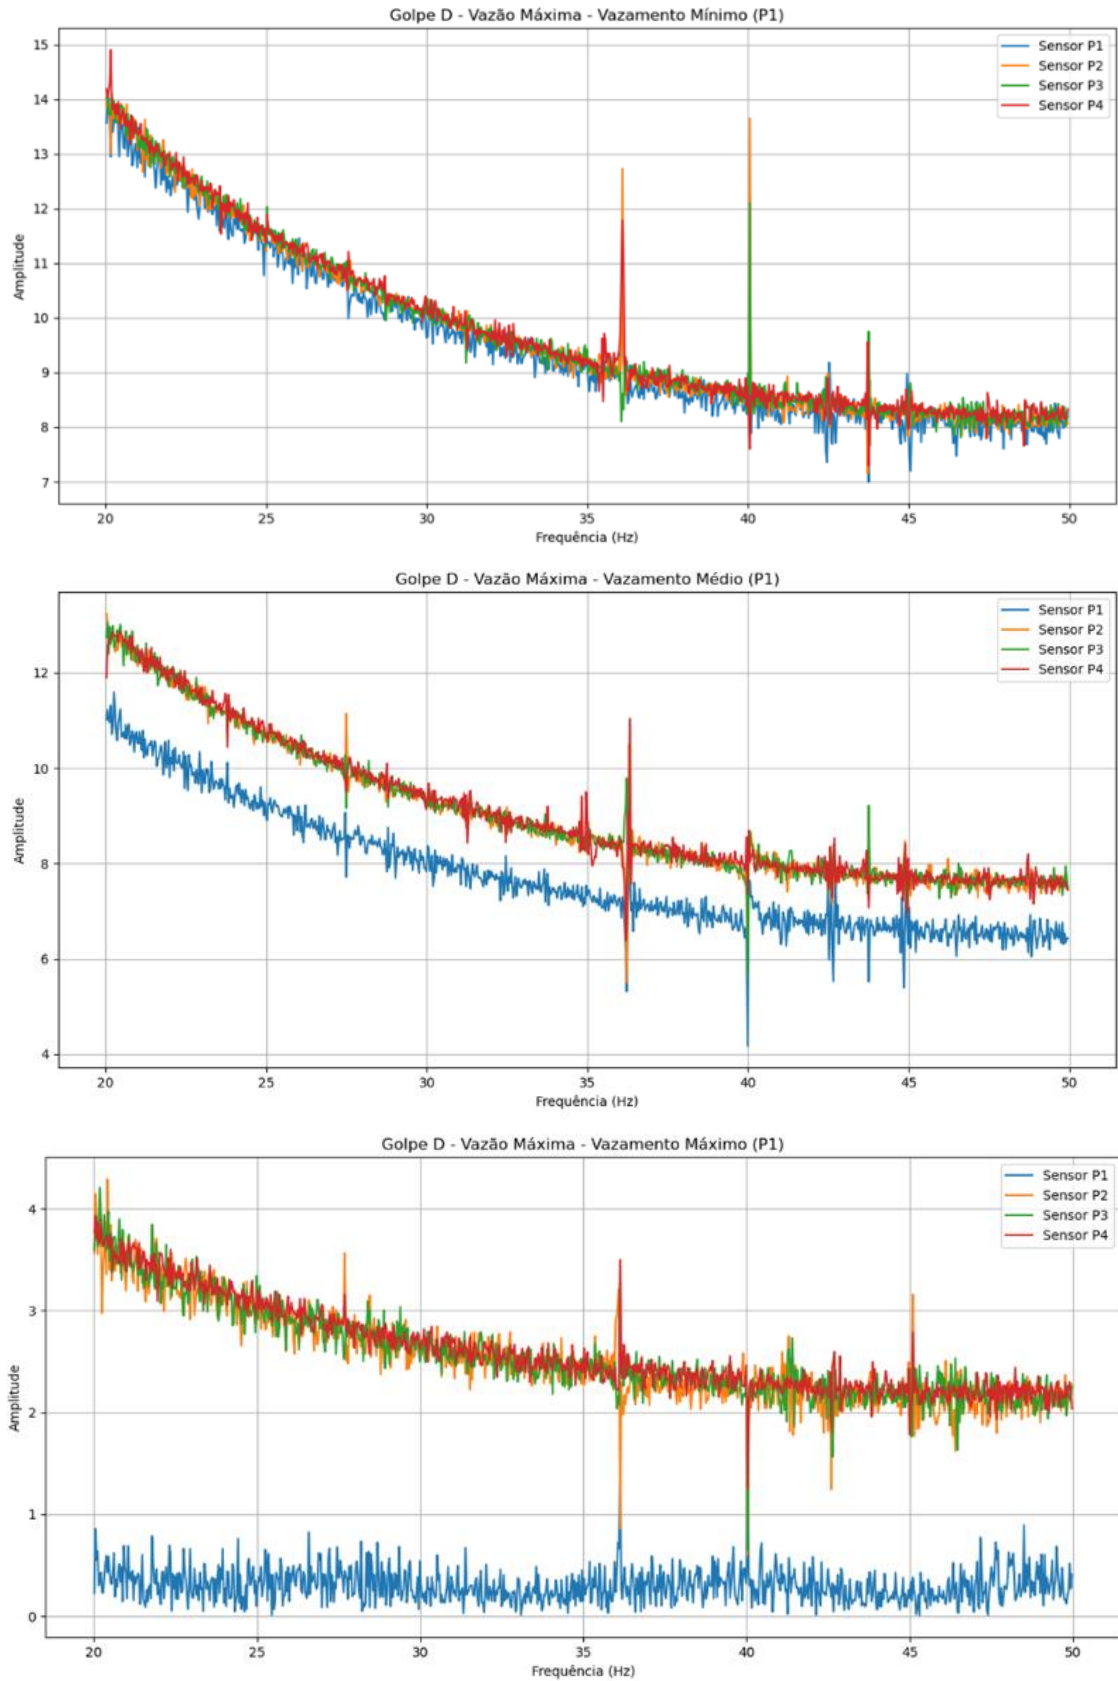 Golpe D - Vazão Máxima - Vazamento Mínimo (P1)
Sensor P1
Sensor P2
Sensor P3
Sensor P4
Amplitude
15
14
13
12
11
10
9
8
7
20 25 30 35 40 45 50
Frequência (Hz)
Golpe D - Vazão Máxima - Vazamento Médio (P1)
Sensor P1
Sensor P2
Sensor P3
Sensor P4
Amplitude
12
10
8
6
4
20 25 30 35 40 45 50
Frequência (Hz)
Golpe D - Vazão Máxima - Vazamento Máximo (P1)
Sensor P1
Sensor P2
Sensor P3
Sensor P4
Amplitude
4
3
2
1
0
20 25 30 35 40 45 50
Frequência (Hz)